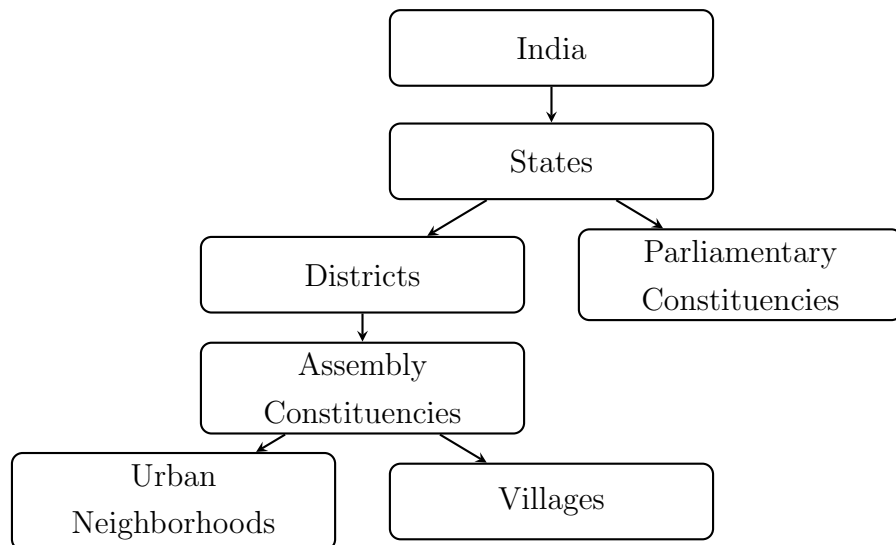 India
States
Districts
Parliamentary
Constituencies
Assembly
Constituencies
Urban
Neighborhoods
Villages